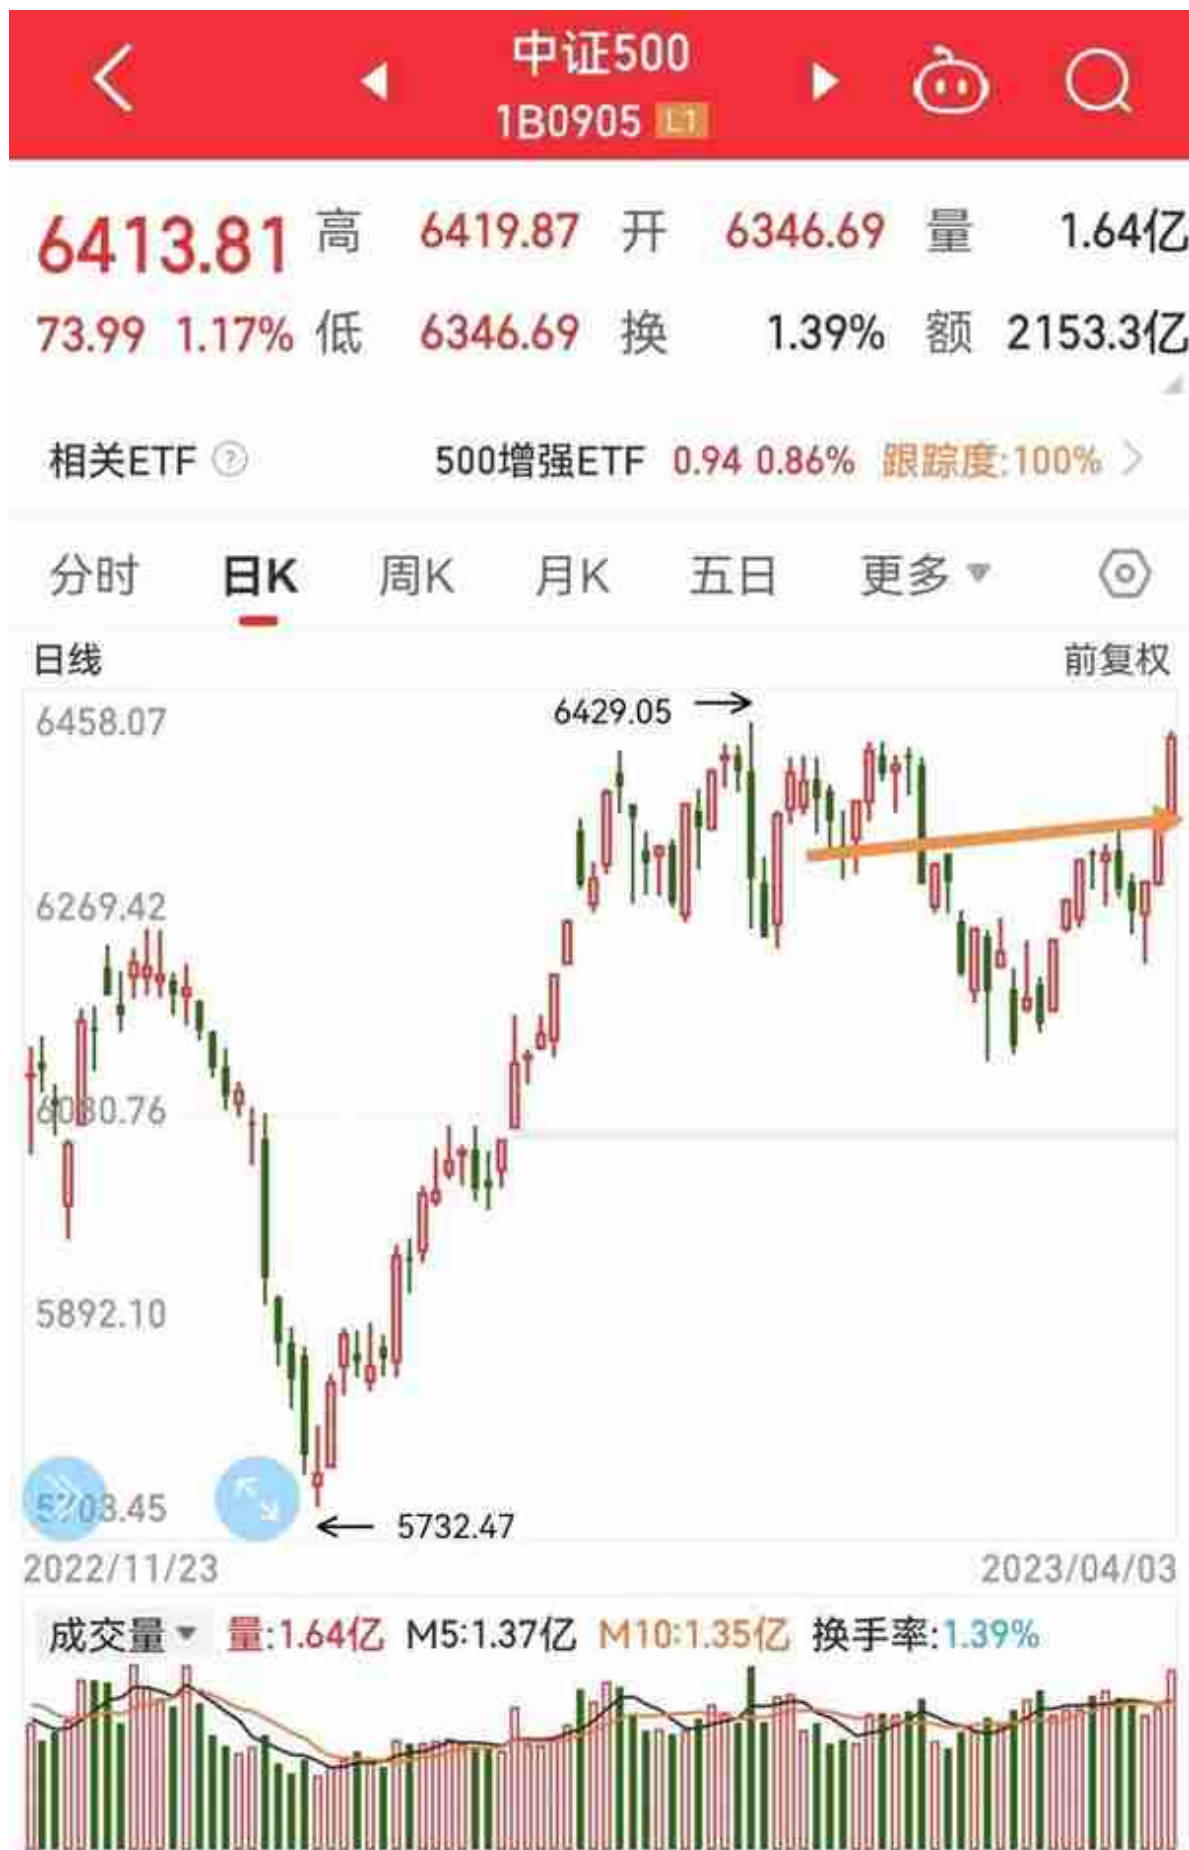 中证500
1B0905 L1
6413.81 高 6419.87 开 6346.69 量 1.64亿
73.99 1.17% 低 6346.69 换 1.39% 额 2153.3亿
相关ETF ? 500增强ETF 0.94 0.86% 跟踪度:100%
分时 日K 周K 月K 五日 更多
日线 前复权
6458.07
6429.05
6269.42
6080.76
5892.10
5703.45
5732.47
2022/11/23 2023/04/03
成交量 量:1.64亿 M5:1.37亿 M10:1.35亿 换手率:1.39%